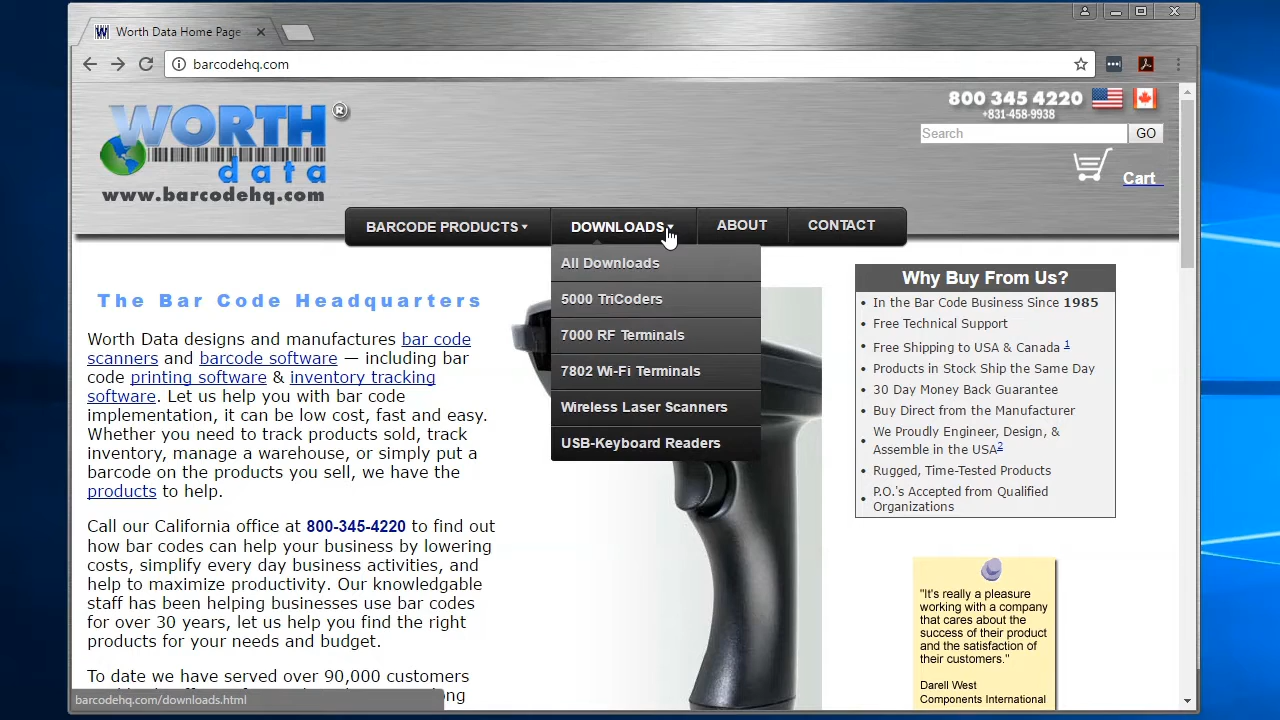 Worth Data Home Page
barcodehq.com
WORTH
data
®
www.barcodehq.com
800 345 4220
+831-458-9938
Search
GO
Cart
BARCODE PRODUCTS
DOWNLOADS
ABOUT
CONTACT
All Downloads
5000 TriCoders
7000 RF Terminals
7802 Wi-Fi Terminals
Wireless Laser Scanners
USB-Keyboard Readers
The Bar Code Headquarters
Worth Data designs and manufactures bar code
scanners and barcode software — including bar
code printing software & inventory tracking
software. Let us help you with bar code
implementation, it can be low cost, fast and easy.
Whether you need to track products sold, track
inventory, manage a warehouse, or simply put a
barcode on the products you sell, we have the
products to help.
Call our California office at 800-345-4220 to find out
how bar codes can help your business by lowering
costs, simplify every day business activities, and
help to maximize productivity. Our knowledgable
staff has been helping businesses use bar codes
for over 30 years, let us help you find the right
products for your needs and budget.
To date we have served over 90,000 customers
Why Buy From Us?
In the Bar Code Business Since 1985
Free Technical Support
Free Shipping to USA & Canada 1
Products in Stock Ship the Same Day
30 Day Money Back Guarantee
Buy Direct from the Manufacturer
We Proudly Engineer, Design, &
Assemble in the USA2
Rugged, Time-Tested Products
P.O.'s Accepted from Qualified
Organizations
"It's really a pleasure
working with a company
that cares about the
success of their product
and the satisfaction of
their customers."
Darell West
Components International
barcodehq.com/downloads.html